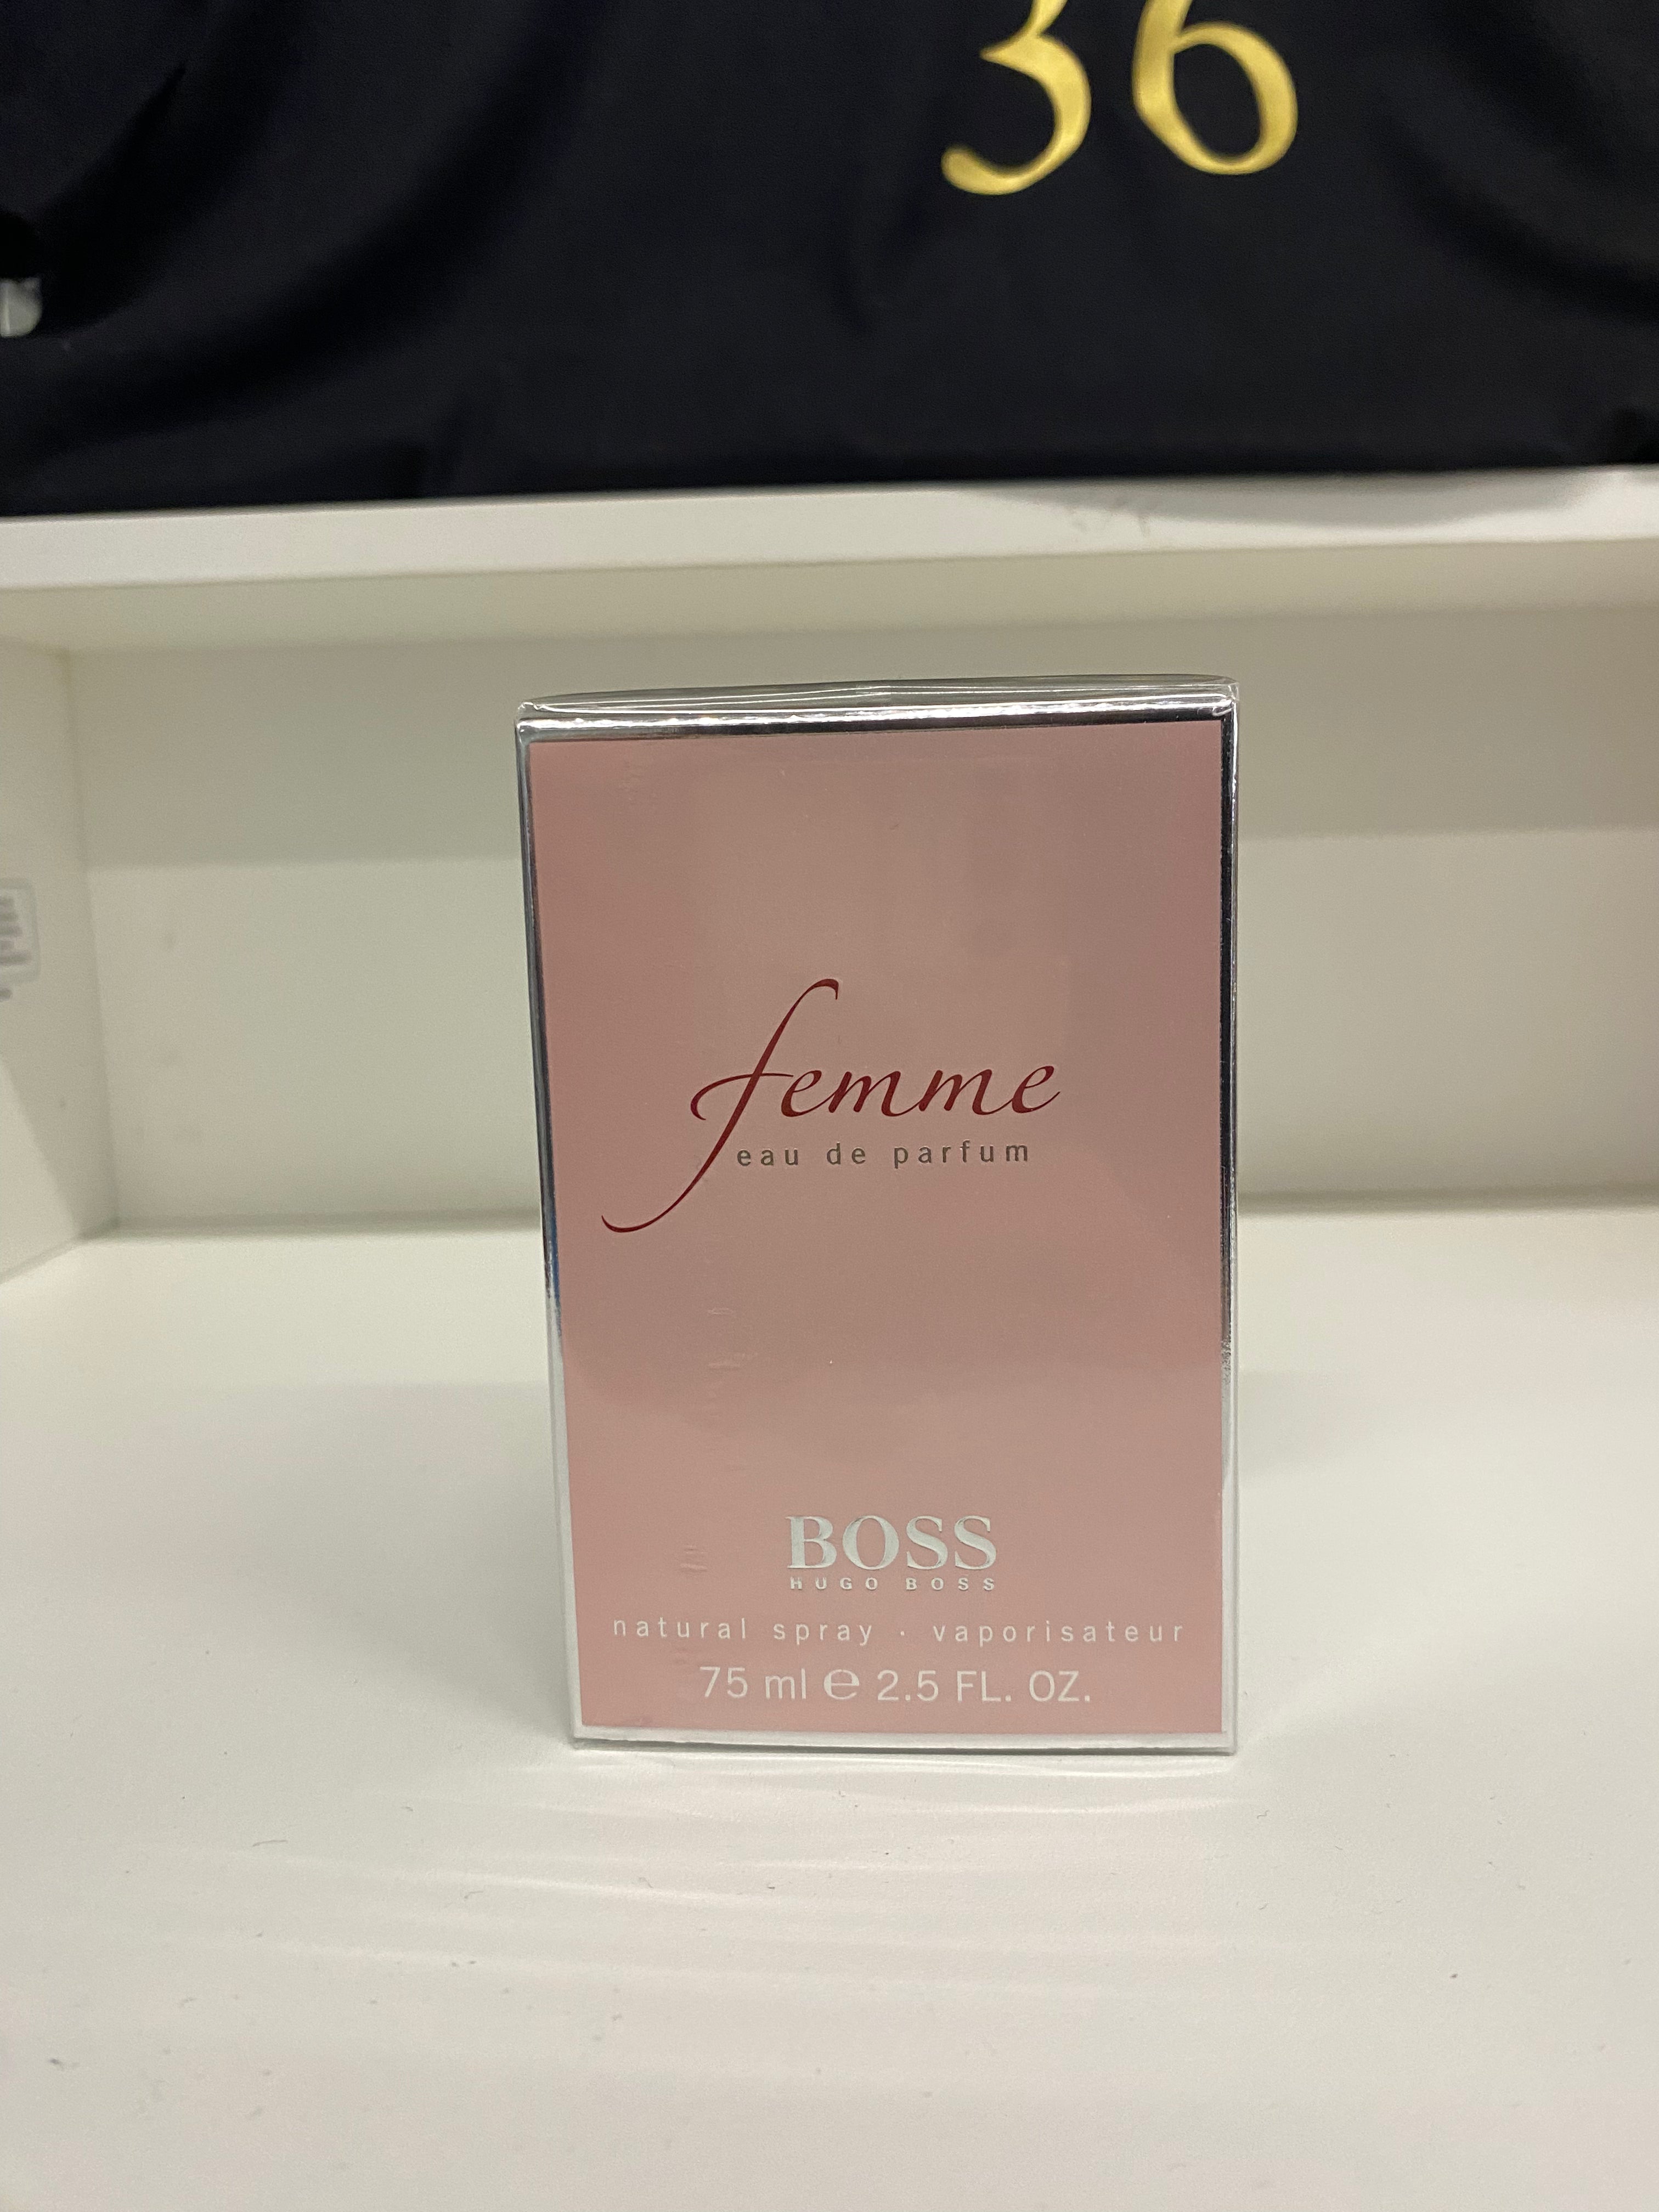 36
femme
eau de parfum
BOSS
HUGO BOSS
natural spray · vaporisateur
75 ml ℮ 2.5 FL. OZ.